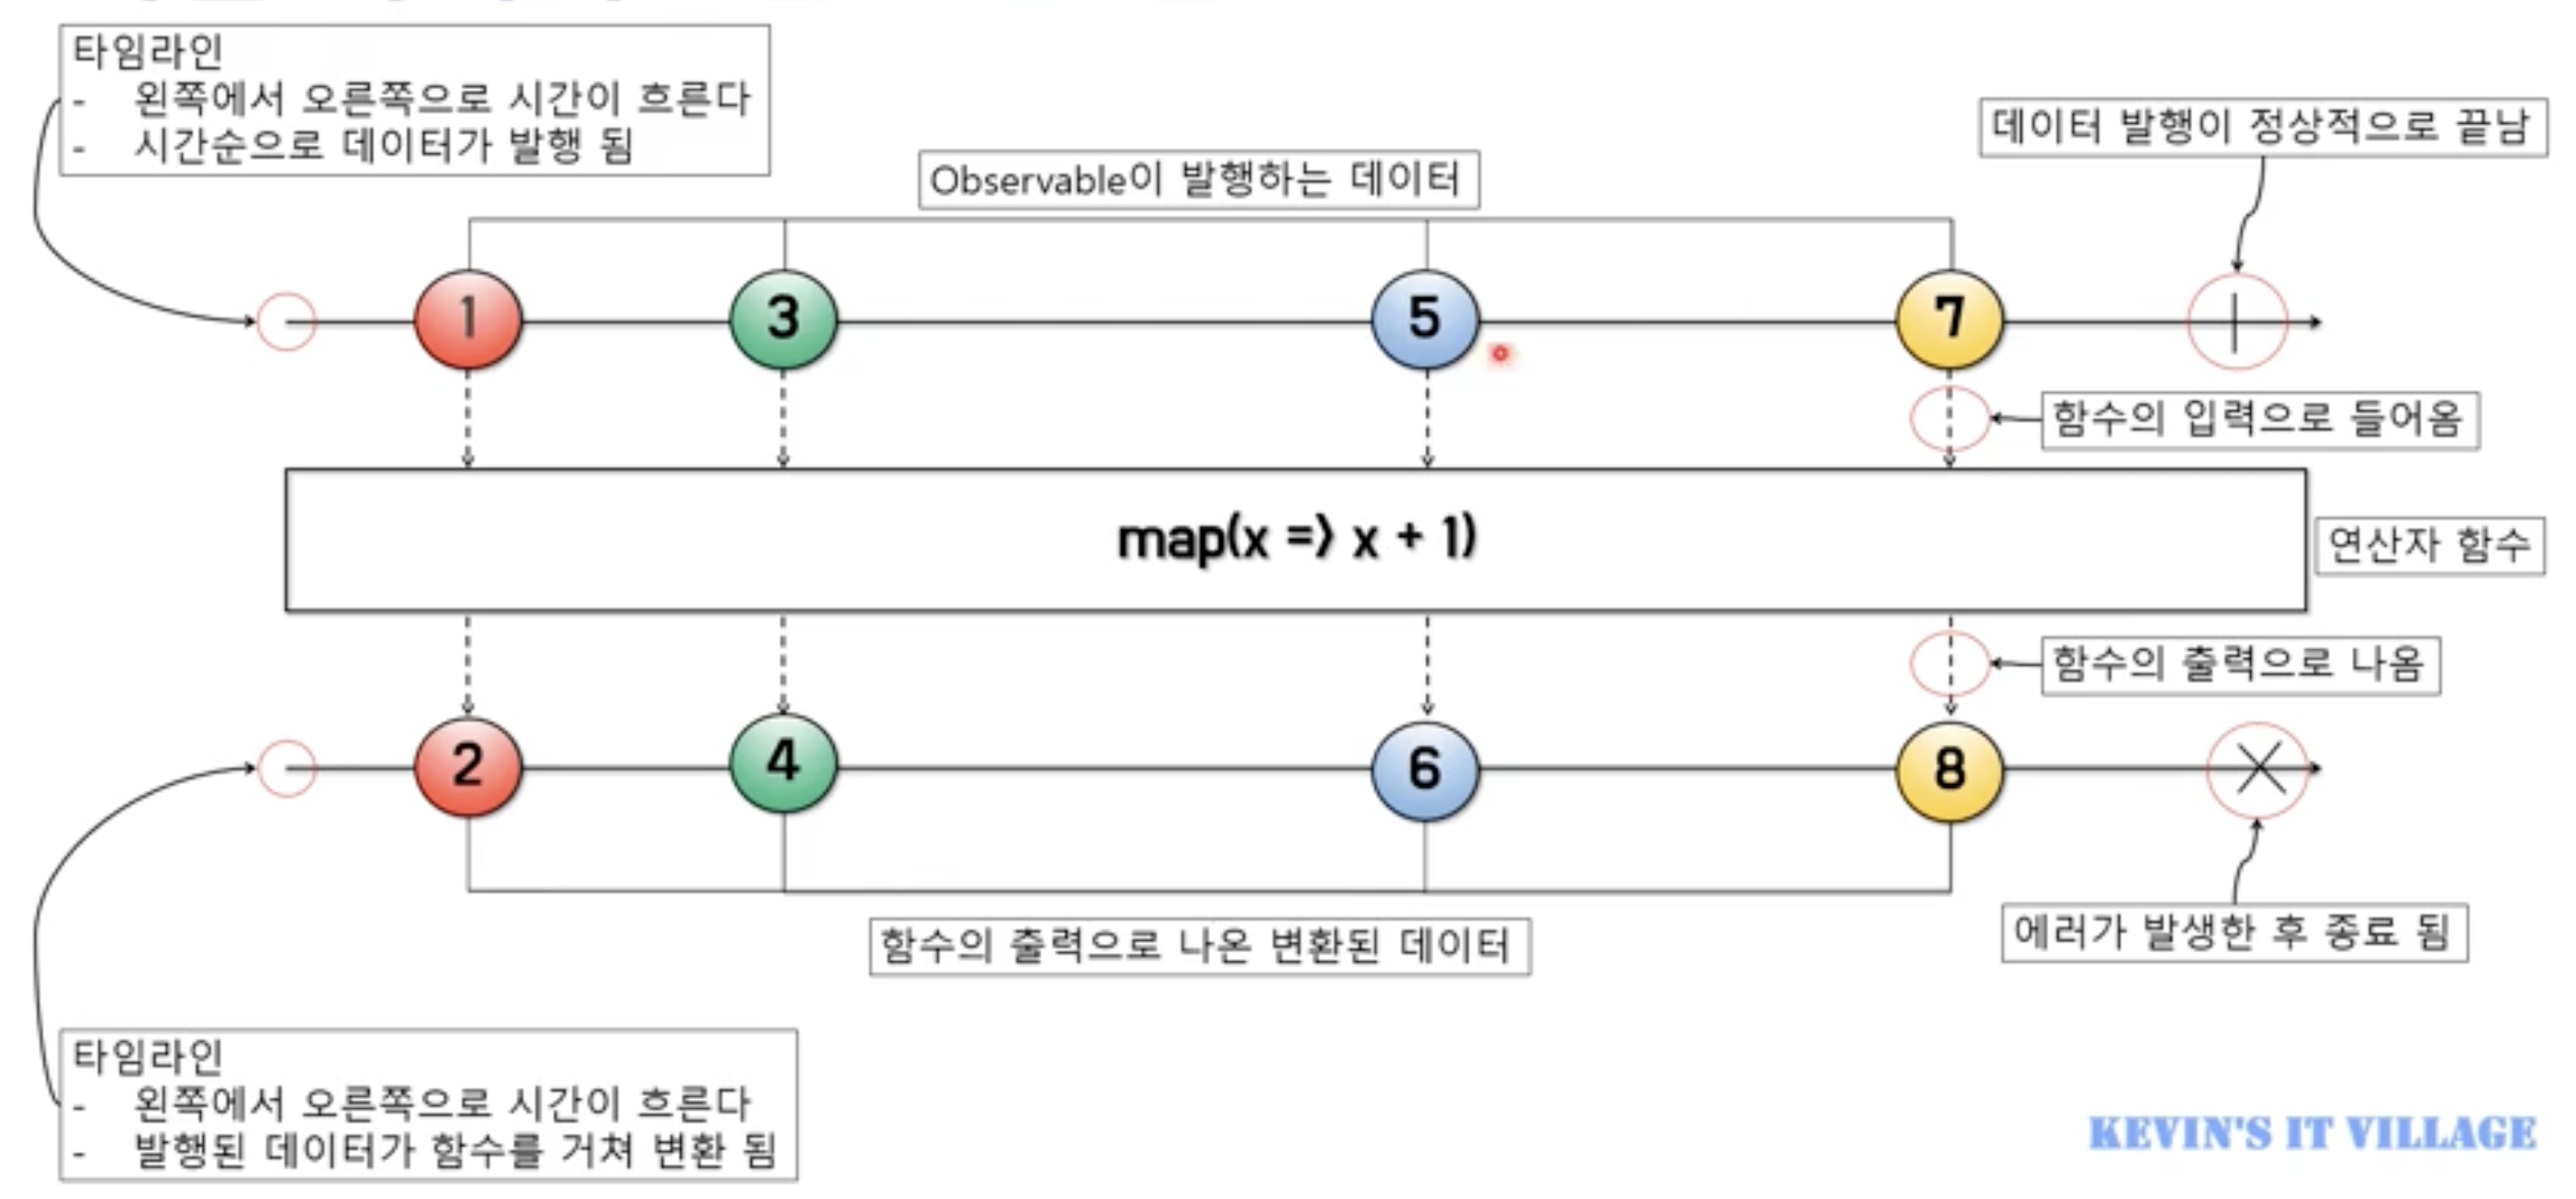 타임라인
- 왼쪽에서 오른쪽으로 시간이 흐른다
- 시간순으로 데이터가 발행 됨
데이터 발행이 정상적으로 끝남
Observable이 발행하는 데이터
1 3 5 7
함수의 입력으로 들어옴
map(x => x + 1)
연산자 함수
함수의 출력으로 나옴
2 4 6 8
에러가 발생한 후 종료 됨
함수의 출력으로 나온 변환된 데이터
타임라인
- 왼쪽에서 오른쪽으로 시간이 흐른다
- 발행된 데이터가 함수를 거쳐 변환 됨
KEVIN'S IT VILLAGE